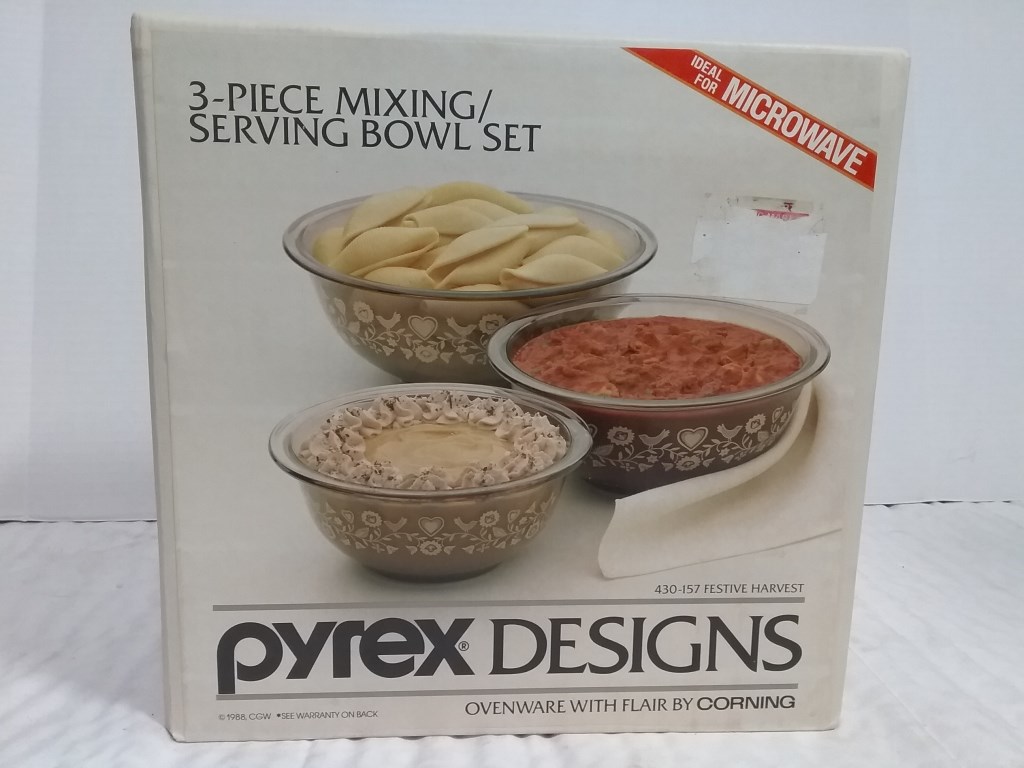 3-PIECE MIXING/
SERVING BOWL SET
IDEAL
FOR MICROWAVE
430-157 FESTIVE HARVEST
pyrex® DESIGNS
OVENWARE WITH FLAIR BY CORNING
© 1988, CGW •SEE WARRANTY ON BACK